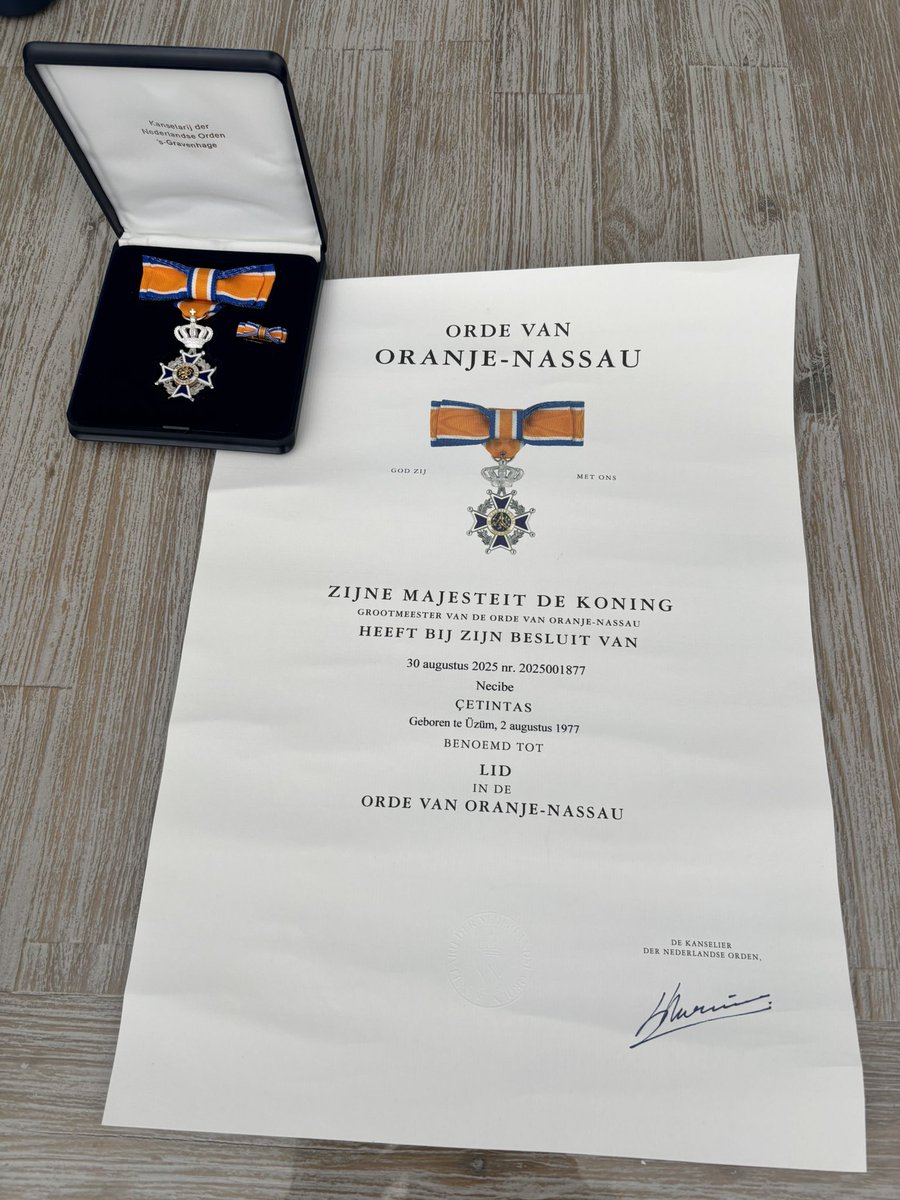 Kanselarij der
Nederlandse Orden
's-Gravenhage
ORDE VAN
ORANJE-NASSAU
GOD ZIJ
MET ONS
ZIJNE MAJESTEIT DE KONING
GROOTMEESTER VAN DE ORDE VAN ORANJE-NASSAU
HEEFT BIJ ZIJN BESLUIT VAN
30 augustus 2025 nr. 2025001877
Necibe
ÇETINTAS
Geboren te Üzüm, 2 augustus 1977
BENOEMD TOT
LID
IN DE
ORDE VAN ORANJE-NASSAU
DE KANSELIER
DER NEDERLANDSE ORDEN,